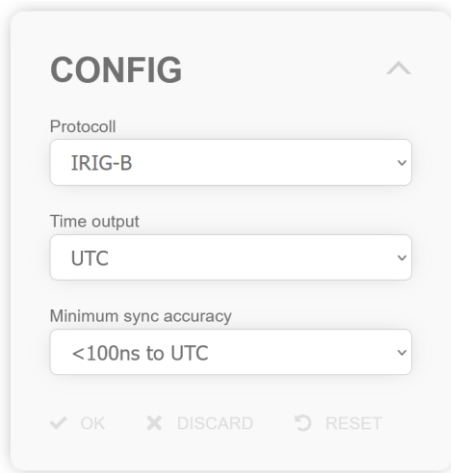 CONFIG
Protocoll
IRIG-B
Time output
UTC
Minimum sync accuracy
<100ns to UTC
OK DISCARD RESET